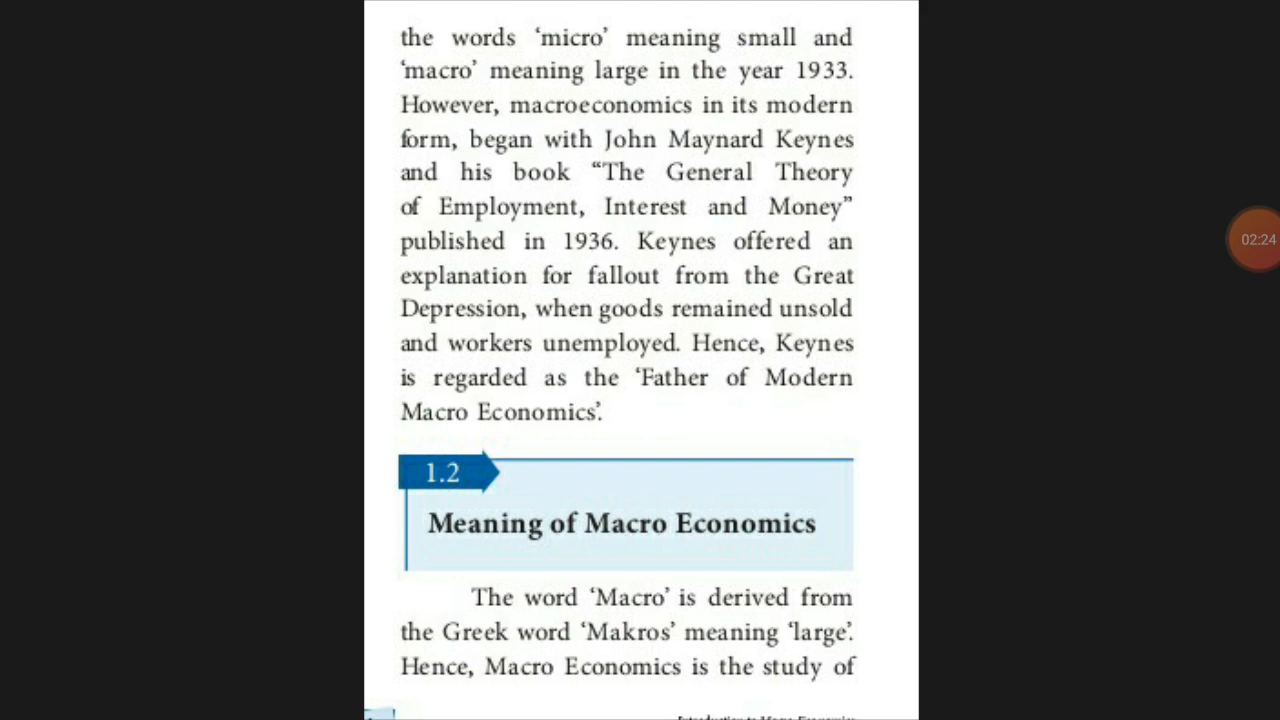 the words ‘micro’ meaning small and
‘macro’ meaning large in the year 1933.
However, macroeconomics in its modern
form, began with John Maynard Keynes
and his book “The General Theory
of Employment, Interest and Money”
published in 1936. Keynes offered an
explanation for fallout from the Great
Depression, when goods remained unsold
and workers unemployed. Hence, Keynes
is regarded as the ‘Father of Modern
Macro Economics’.
1.2
Meaning of Macro Economics
The word ‘Macro’ is derived from
the Greek word ‘Makros’ meaning ‘large’.
Hence, Macro Economics is the study of
02:24